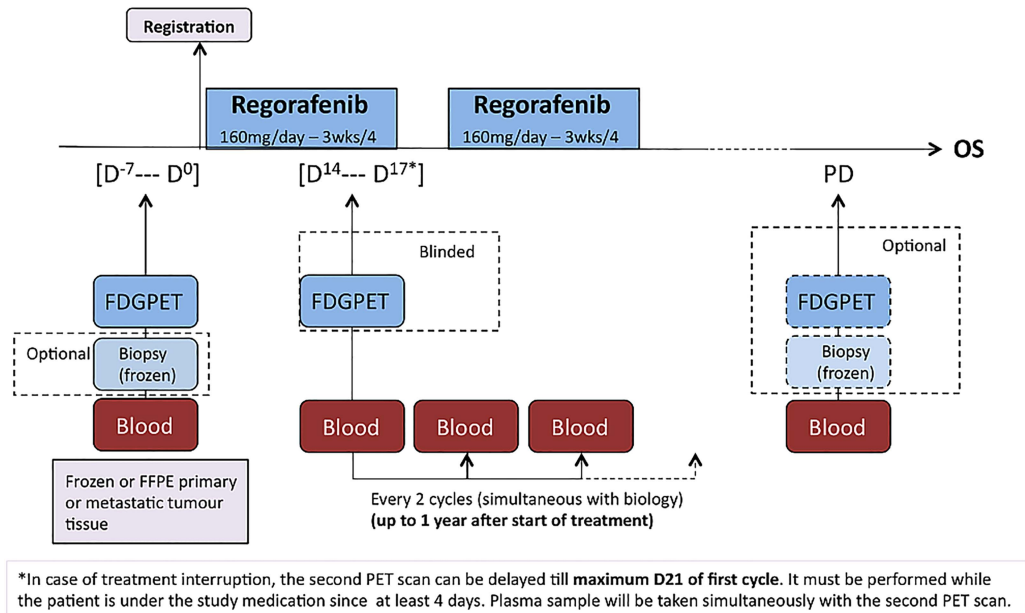 Registration
Regorafenib
160mg/day – 3wks/4
Regorafenib
160mg/day – 3wks/4
OS
[D-7--- D0]
[D14--- D17*]
PD
Blinded
Optional
FDGPET
FDGPET
FDGPET
Optional
Biopsy
(frozen)
Biopsy
(frozen)
Blood
Blood
Blood
Blood
Blood
Frozen or FFPE primary
or metastatic tumour
tissue
Every 2 cycles (simultaneous with biology)
(up to 1 year after start of treatment)
*In case of treatment interruption, the second PET scan can be delayed till maximum D21 of first cycle. It must be performed while
the patient is under the study medication since at least 4 days. Plasma sample will be taken simultaneously with the second PET scan.